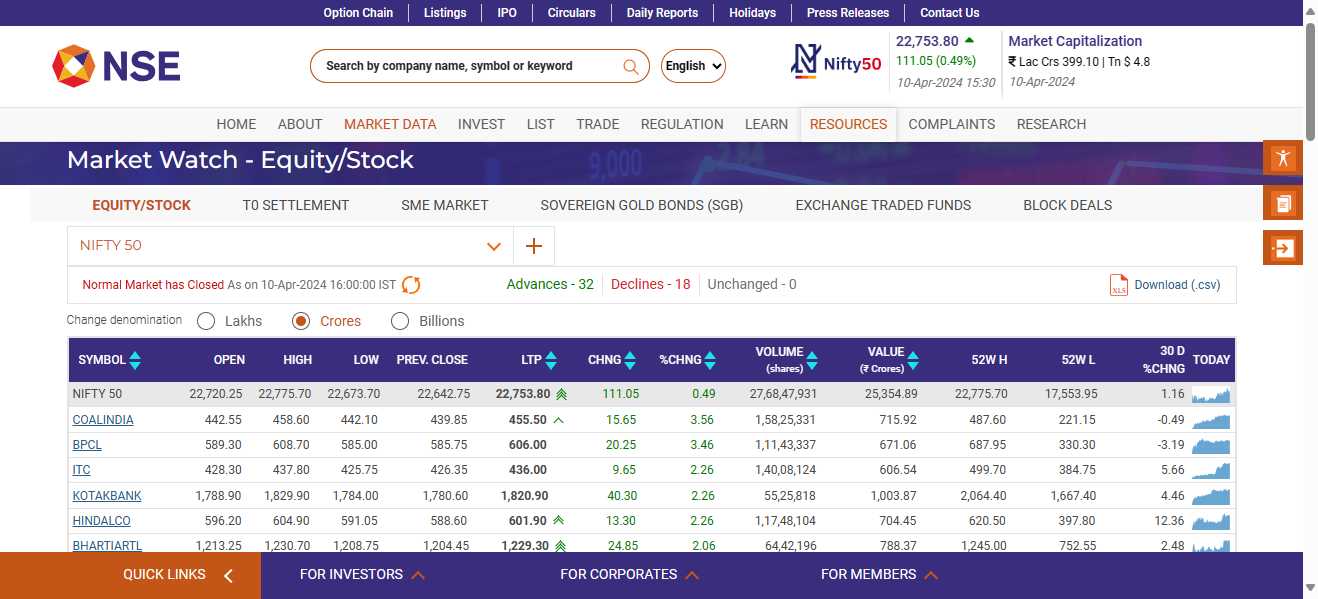 Option Chain Listings IPO Circulars Daily Reports Holidays Press Releases Contact Us
NSE
Search by company name, symbol or keyword
English
Nifty50
22,753.80
111.05 (0.49%)
10-Apr-2024 15:30
Market Capitalization
₹ Lac Crs 399.10 | Tn $ 4.8
10-Apr-2024
HOME ABOUT MARKET DATA INVEST LIST TRADE REGULATION LEARN RESOURCES COMPLAINTS RESEARCH
Market Watch - Equity/Stock
9,000
EQUITY/STOCK T0 SETTLEMENT SME MARKET SOVEREIGN GOLD BONDS (SGB) EXCHANGE TRADED FUNDS BLOCK DEALS
NIFTY 50
Normal Market has Closed As on 10-Apr-2024 16:00:00 IST Advances - 32 Declines - 18 Unchanged - 0 XLS Download (.csv)
Change denomination Lakhs Crores Billions
SYMBOL OPEN HIGH LOW PREV. CLOSE LTP CHNG %CHNG VOLUME (shares) VALUE (₹ Crores) 52W H 52W L 30 D %CHNG TODAY
NIFTY 50 22,720.25 22,775.70 22,673.70 22,642.75 22,753.80 111.05 0.49 27,68,47,931 25,354.89 22,775.70 17,553.95 1.16
COALINDIA 442.55 458.60 442.10 439.85 455.50 15.65 3.56 1,58,25,331 715.92 487.60 221.15 -0.49
BPCL 589.30 608.70 585.00 585.75 606.00 20.25 3.46 1,11,43,337 671.06 687.95 330.30 -3.19
ITC 428.30 437.80 425.75 426.35 436.00 9.65 2.26 1,40,08,124 606.54 499.70 384.75 5.66
KOTAKBANK 1,788.90 1,829.90 1,784.00 1,780.60 1,820.90 40.30 2.26 55,25,818 1,003.87 2,064.40 1,667.40 4.46
HINDALCO 596.20 604.90 591.05 588.60 601.90 13.30 2.26 1,17,48,104 704.45 620.50 397.80 12.36
BHARTIARTL 1,213.25 1,230.70 1,208.75 1,204.45 1,229.30 24.85 2.06 64,42,196 788.37 1,245.00 752.55 2.48
QUICK LINKS FOR INVESTORS FOR CORPORATES FOR MEMBERS